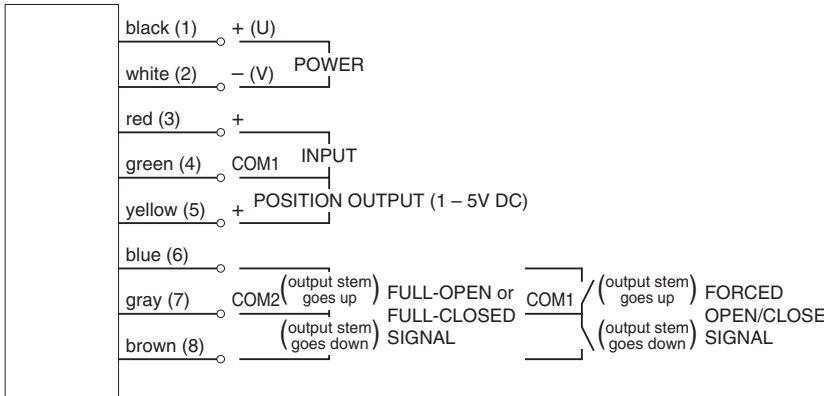 black (1) + (U)
POWER
white (2) – (V)
red (3) +
INPUT
green (4) COM1
POSITION OUTPUT (1 – 5V DC)
yellow (5) +
blue (6)
gray (7) COM2
brown (8)
(output stem
goes up)
(output stem
goes down)
FULL-OPEN or
FULL-CLOSED
SIGNAL
COM1
(output stem
goes up)
(output stem
goes down)
FORCED
OPEN/CLOSE
SIGNAL